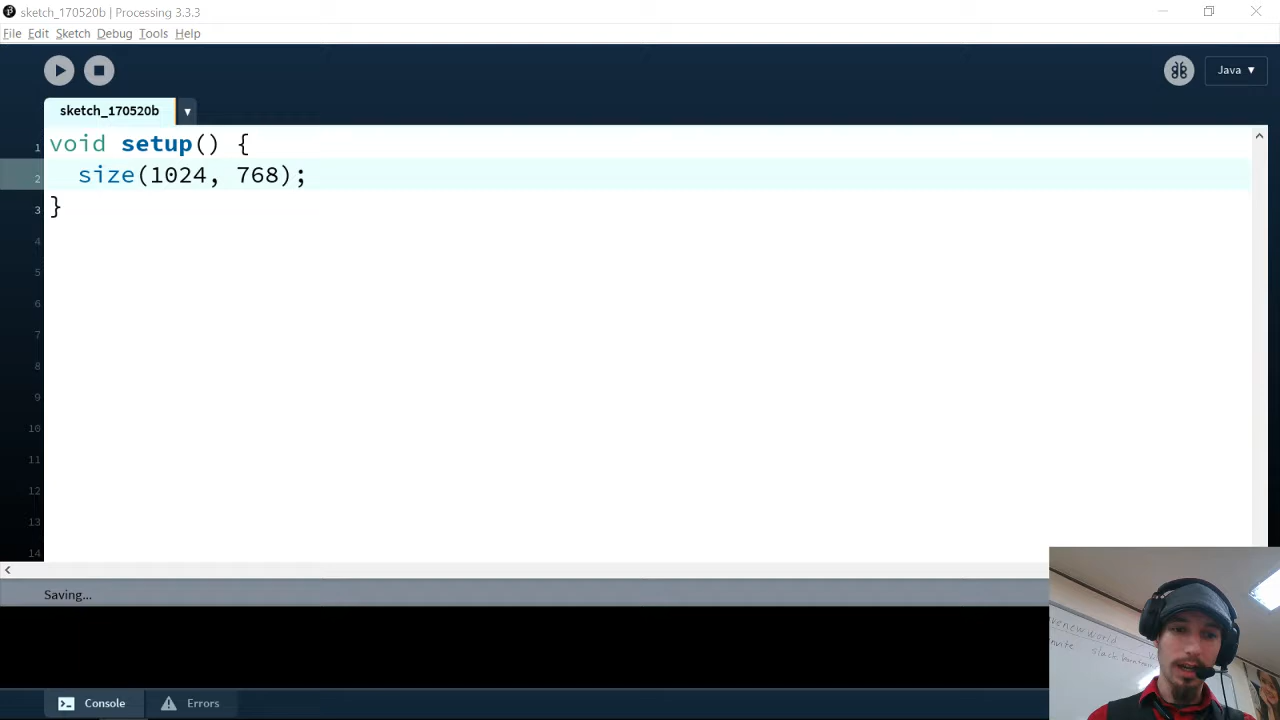 sketch_170520b | Processing 3.3.3
File Edit Sketch Debug Tools Help
Java ▼
sketch_170520b ▼
1 void setup() {
2 size(1024, 768);
3 }
4
5
6
7
8
9
10
11
12
13
14
Saving...
Console Errors